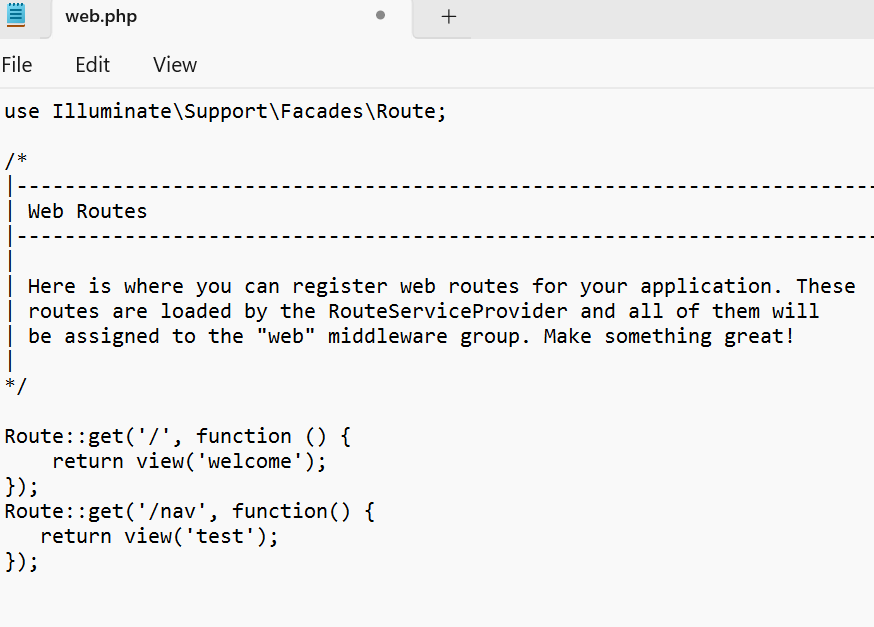 web.php
File Edit View
use Illuminate\Support\Facades\Route;
/*
|-----------------------------------------------------------------------
| Web Routes
|-----------------------------------------------------------------------
|
| Here is where you can register web routes for your application. These
| routes are loaded by the RouteServiceProvider and all of them will
| be assigned to the "web" middleware group. Make something great!
|
*/
Route::get('/', function () {
    return view('welcome');
});
Route::get('/nav', function() {
   return view('test');
});